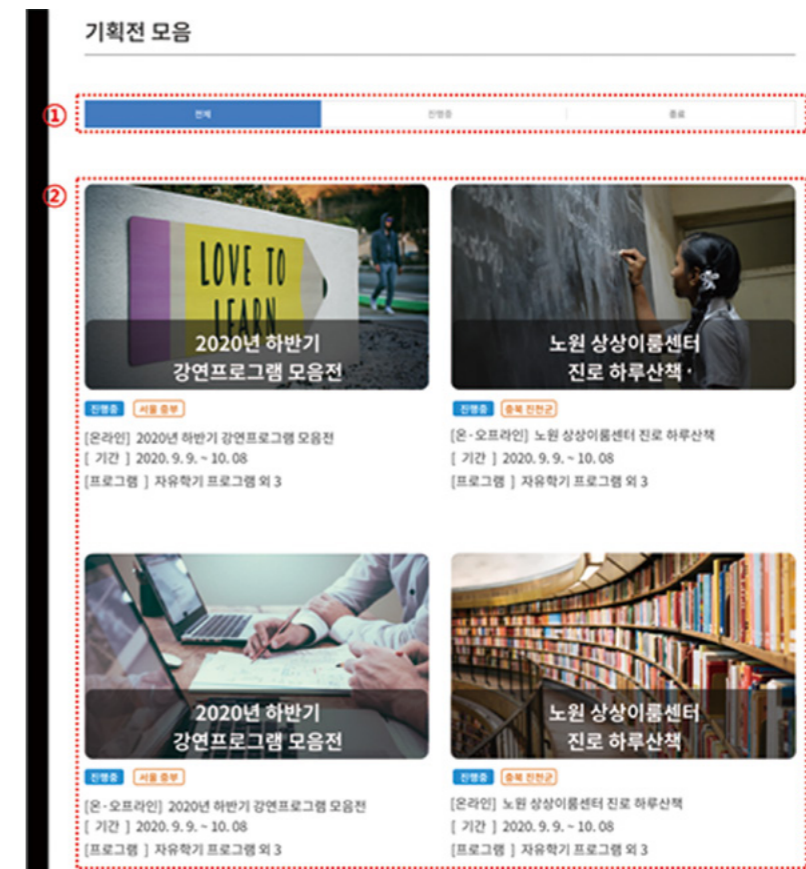 기획전 모음
①
전체 진행중 종료
②
LOVE TO
LEARN
2020년 하반기
강연프로그램 모음전
노원 상상이룸센터
진로 하루산책 ·
진행중 서울 중부
진행중 충북 진천군
[온라인] 2020년 하반기 강연프로그램 모음전
[ 기간 ] 2020. 9. 9. ~ 10. 08
[프로그램 ] 자유학기 프로그램 외 3
[온·오프라인] 노원 상상이룸센터 진로 하루산책
[ 기간 ] 2020. 9. 9. ~ 10. 08
[프로그램 ] 자유학기 프로그램 외 3
2020년 하반기
강연프로그램 모음전
노원 상상이룸센터
진로 하루산책
진행중 서울 중부
진행중 충북 진천군
[온·오프라인] 2020년 하반기 강연프로그램 모음전
[ 기간 ] 2020. 9. 9. ~ 10. 08
[프로그램 ] 자유학기 프로그램 외 3
[온라인] 노원 상상이룸센터 진로 하루산책
[ 기간 ] 2020. 9. 9. ~ 10. 08
[프로그램 ] 자유학기 프로그램 외 3